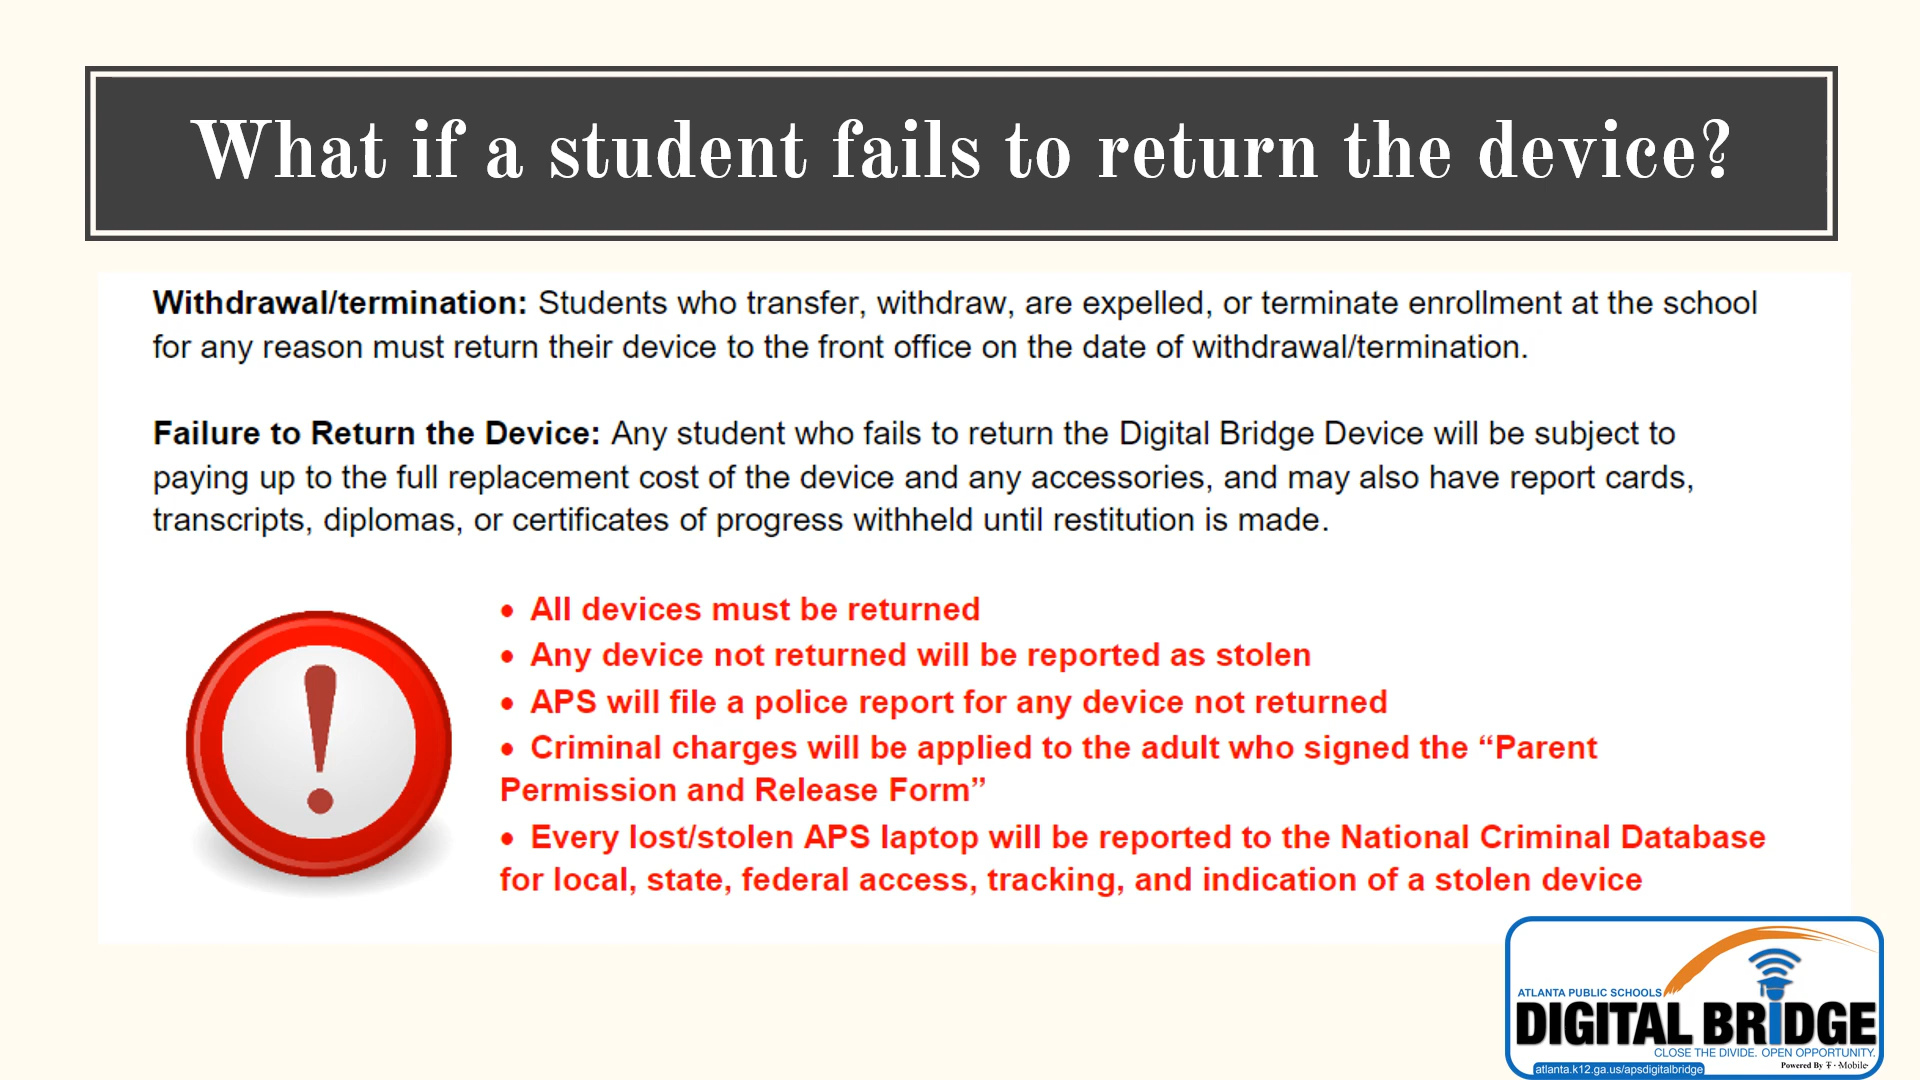 What if a student fails to return the device?
Withdrawal/termination: Students who transfer, withdraw, are expelled, or terminate enrollment at the school
for any reason must return their device to the front office on the date of withdrawal/termination.
Failure to Return the Device: Any student who fails to return the Digital Bridge Device will be subject to
paying up to the full replacement cost of the device and any accessories, and may also have report cards,
transcripts, diplomas, or certificates of progress withheld until restitution is made.
• All devices must be returned
• Any device not returned will be reported as stolen
• APS will file a police report for any device not returned
• Criminal charges will be applied to the adult who signed the “Parent
Permission and Release Form”
• Every lost/stolen APS laptop will be reported to the National Criminal Database
for local, state, federal access, tracking, and indication of a stolen device
ATLANTA PUBLIC SCHOOLS
DIGITAL BRiDGE
CLOSE THE DIVIDE. OPEN OPPORTUNITY.
Powered By T·Mobile·
atlanta.k12.ga.us/apsdigitalbridge